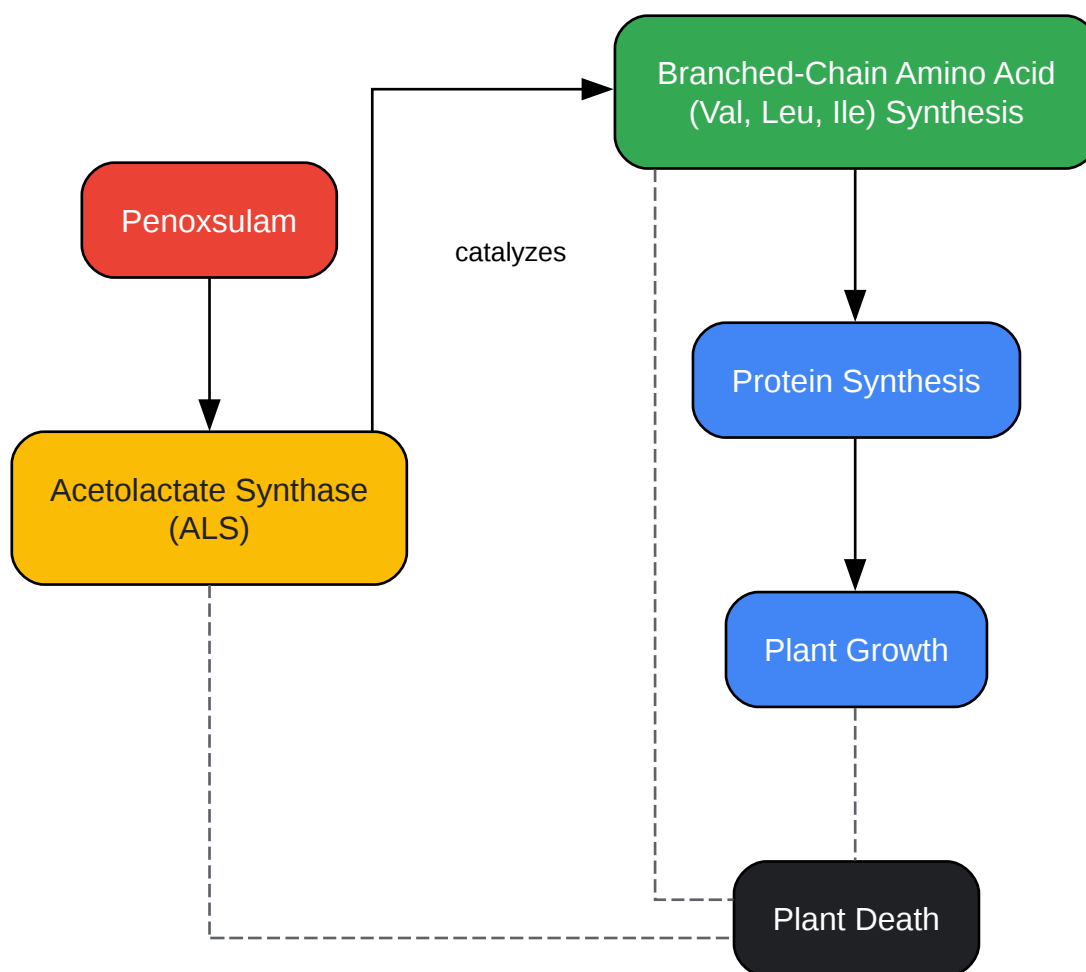 Branched-Chain Amino Acid
(Val, Leu, Ile) Synthesis
Penoxsulam
catalyzes
Protein Synthesis
Acetolactate Synthase
(ALS)
Plant Growth
Plant Death